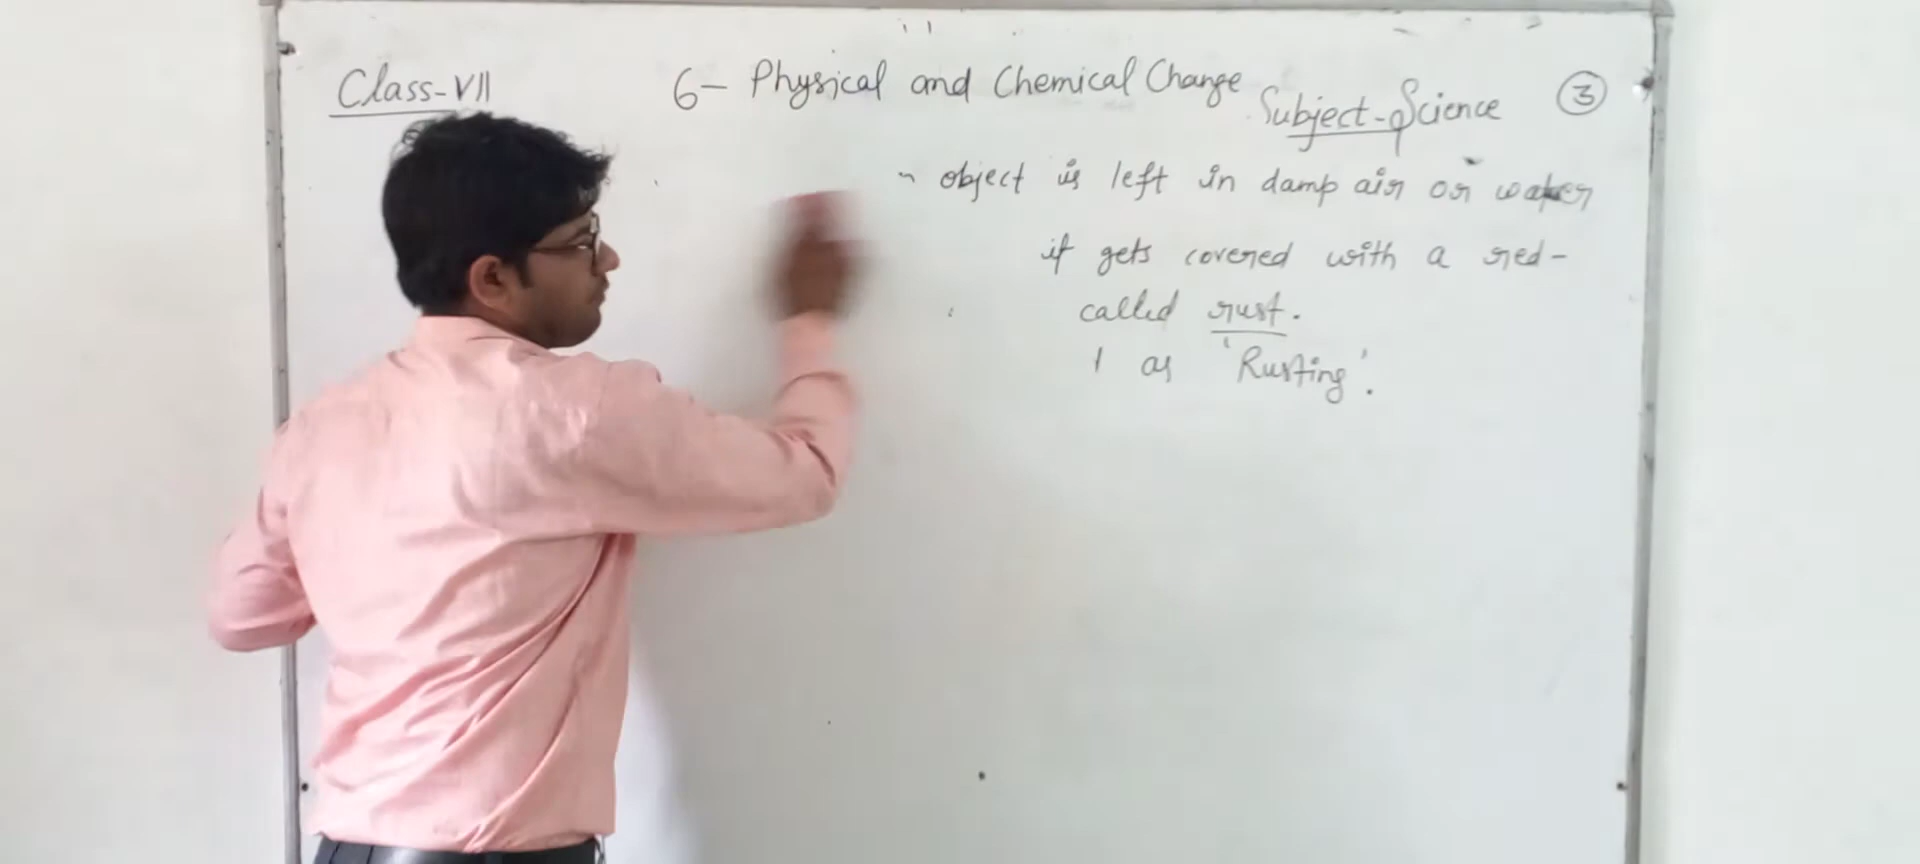 Class-VII
6- Physical and Chemical Change
Subject-Science
3
object is left in damp air or water
it gets covered with a red-
called rust.
as 'Rusting'.